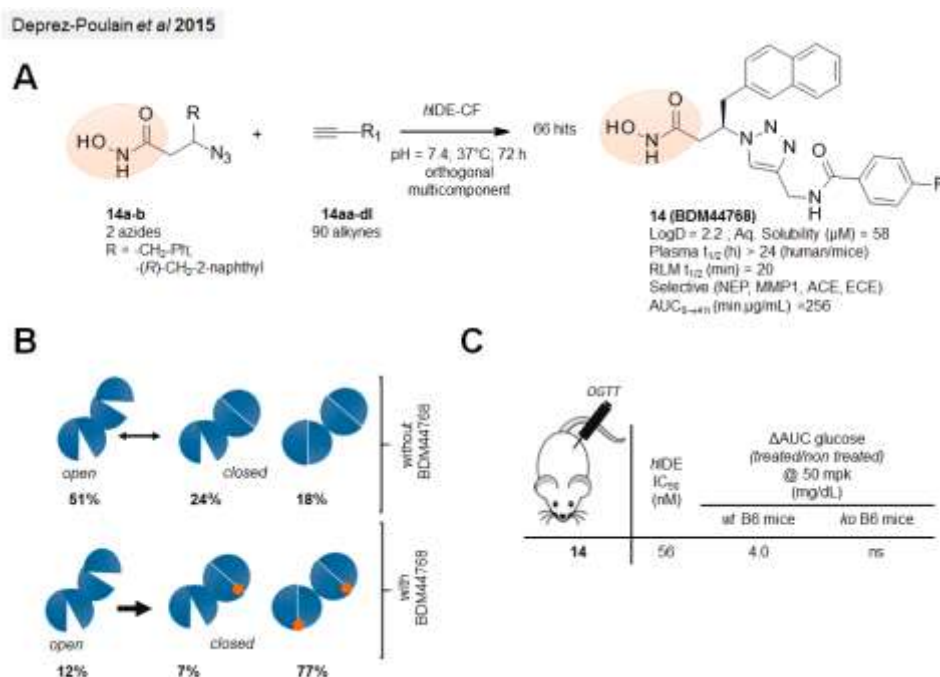 Deprez-Poulain et al 2015
A
HO
N
H
O
R
N₃
+
R₁
hIDE-CF
pH = 7.4, 37°C, 72 h
orthogonal
multicomponent
66 hits
14a-b
2 azides
R = -CH₂-Ph,
-(R)-CH₂-2-naphthyl
14aa-dl
90 alkynes
HO
N
H
O
N
N
N
O
N
H
F
14 (BDM44768)
LogD = 2.2 ; Aq. Solubility (µM) = 58
Plasma t1/2 (h) > 24 (human/mice)
RLM t1/2 (min) = 20
Selective (NEP, MMP1, ACE, ECE)
(min.µg/mL) =256
B
open
closed
51%
24%
18%
without
BDM44768
open
closed
12%
7%
77%
with
BDM44768
C
OGTT
hIDE
IC50
(nM)
ΔAUC glucose
(treated/non treated)
@ 50 mpk
(mg/dL)
wt B6 mice
ko B6 mice
14
56
4.0
ns